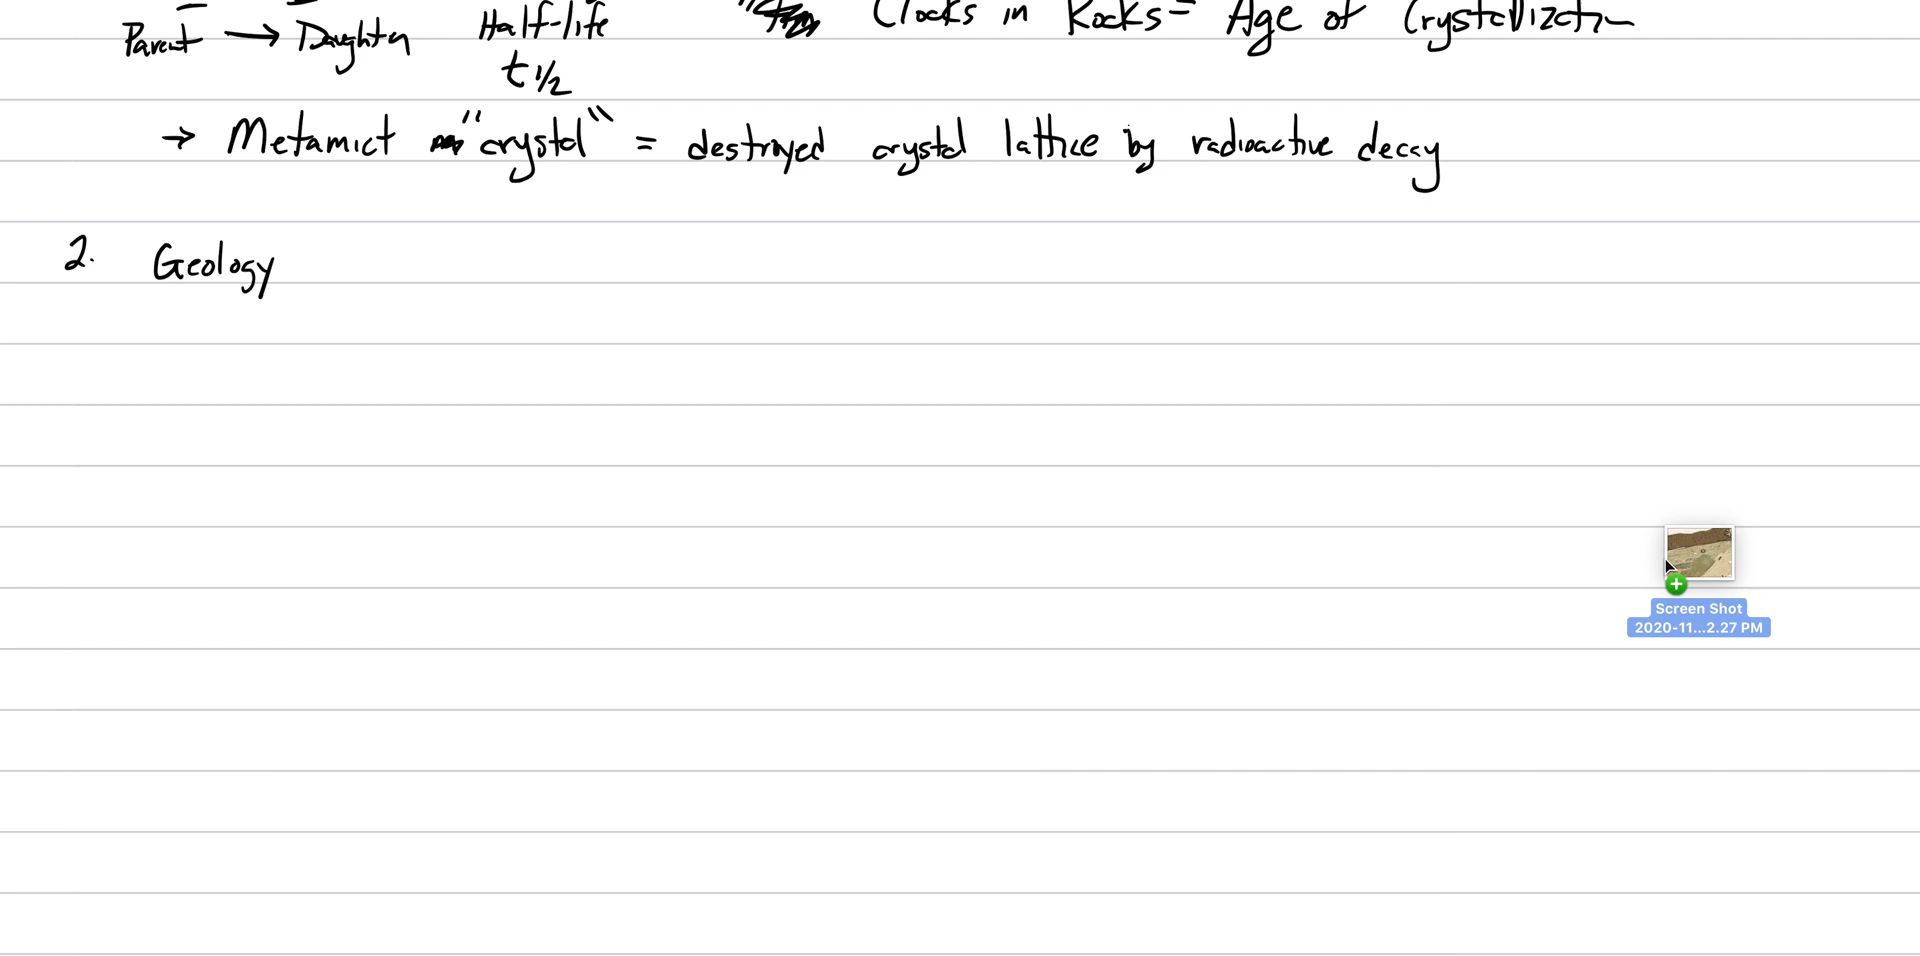 Parent → Daughter Half-life Clocks in Rocks = Age of Crystallization
t 1/2
→ Metamict "crystal" = destroyed crystal lattice by radioactive decay
2. Geology
Screen Shot
2020-11...2.27 PM